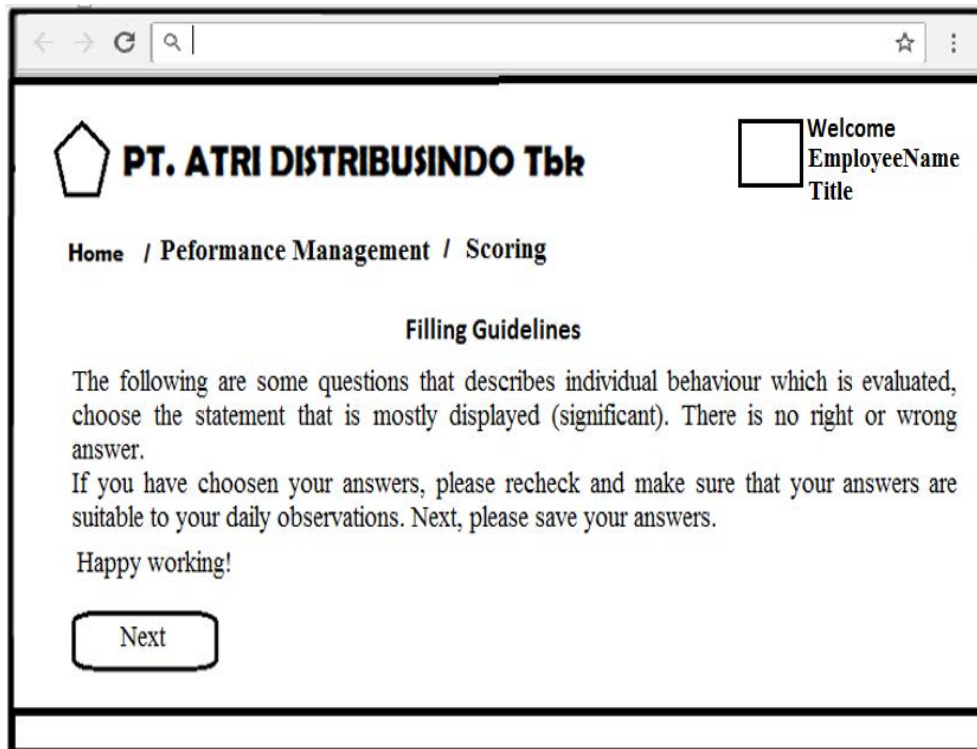 PT. ATRI DISTRIBUSINDO Tbk
Welcome
EmployeeName
Title
Home / Peformance Management / Scoring
Filling Guidelines
The following are some questions that describes individual behaviour which is evaluated,
choose the statement that is mostly displayed (significant). There is no right or wrong
answer.
If you have choosen your answers, please recheck and make sure that your answers are
suitable to your daily observations. Next, please save your answers.
Happy working!
Next